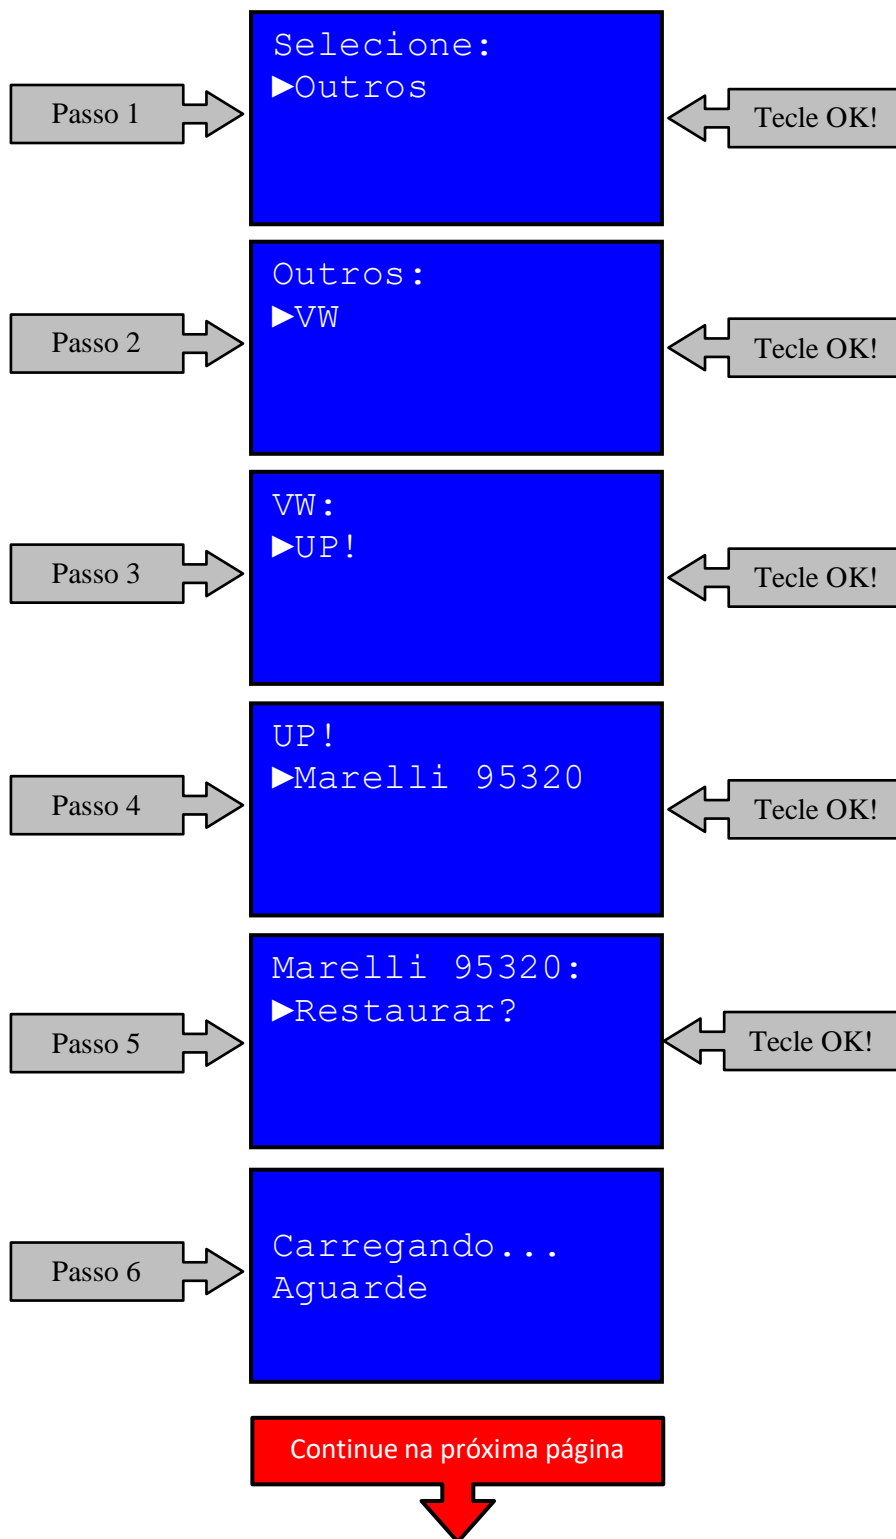 Selecione:
►Outros
Passo 1
Tecle OK!
Outros:
►VW
Passo 2
Tecle OK!
VW:
►UP!
Passo 3
Tecle OK!
UP!
►Marelli 95320
Passo 4
Tecle OK!
Marelli 95320:
►Restaurar?
Passo 5
Tecle OK!
Carregando...
Aguarde
Passo 6
Continue na próxima página